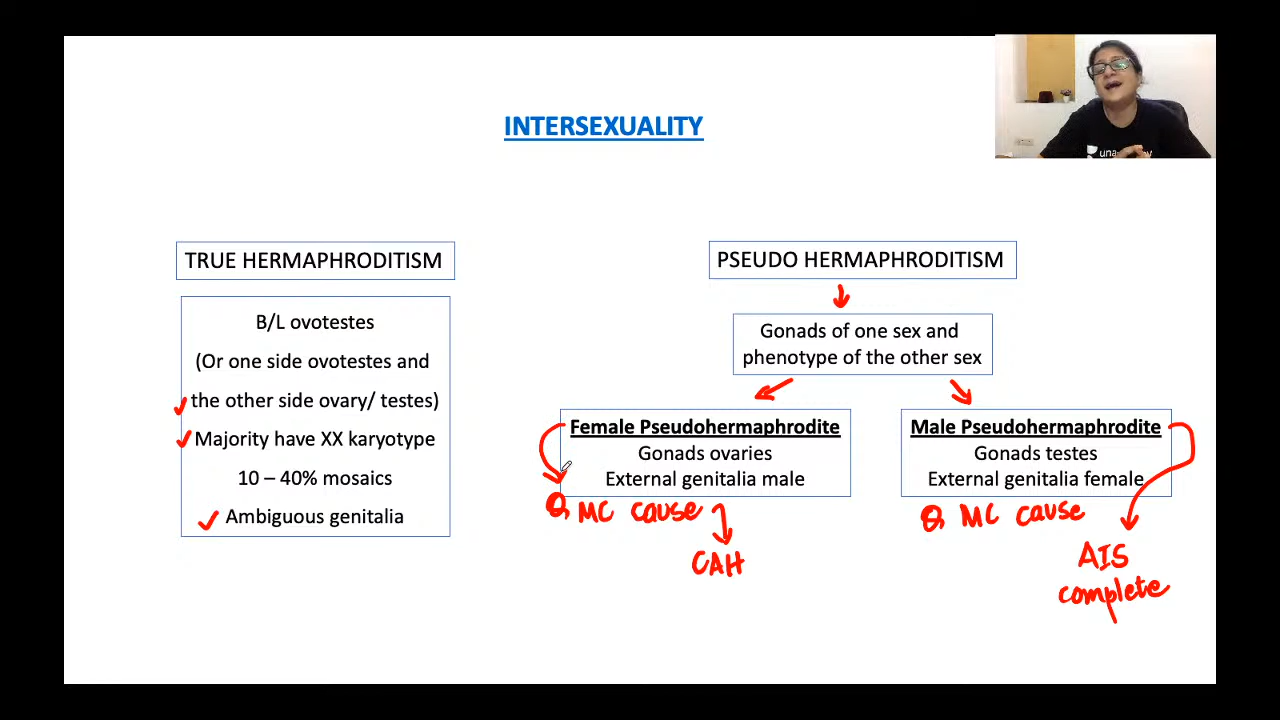 INTERSEXUALITY
TRUE HERMAPHRODITISM
B/L ovotestes
(Or one side ovotestes and
the other side ovary/ testes)
Majority have XX karyotype
10 – 40% mosaics
Ambiguous genitalia
PSEUDO HERMAPHRODITISM
Gonads of one sex and
phenotype of the other sex
Female Pseudohermaphrodite
Gonads ovaries
External genitalia male
Q MC cause
CAH
Male Pseudohermaphrodite
Gonads testes
External genitalia female
Q MC cause
AIS
complete